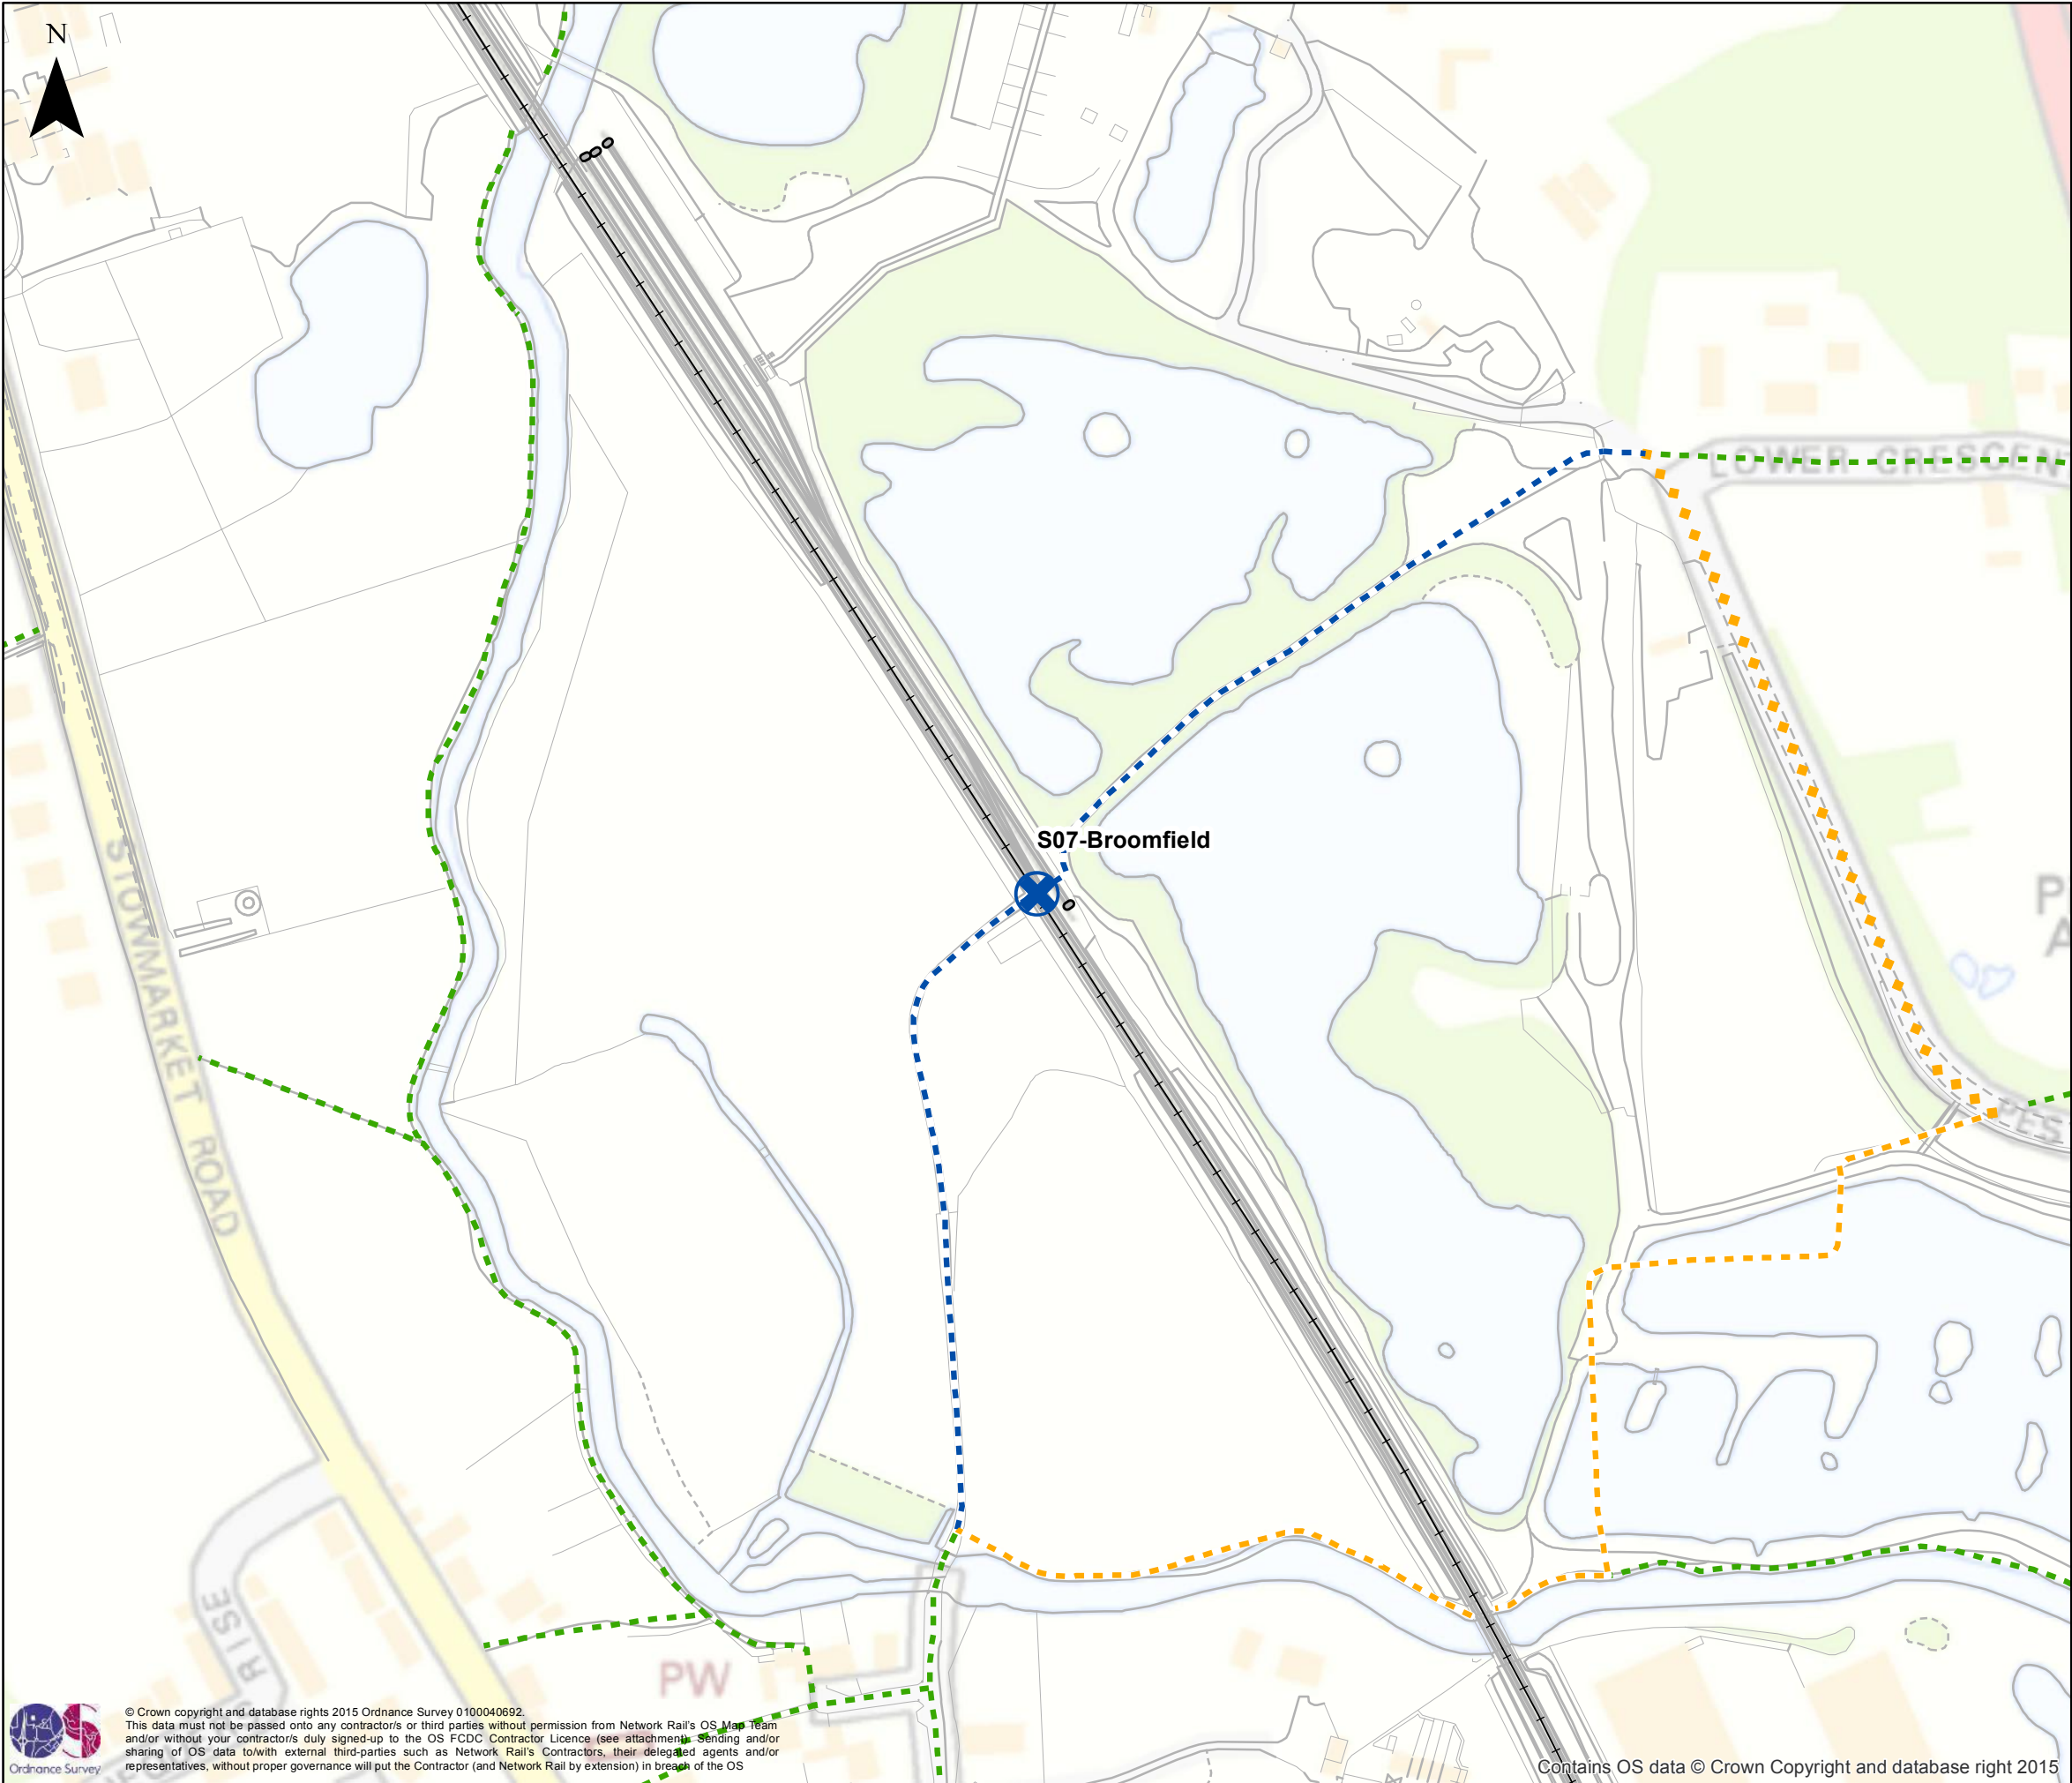 N
LOWER CRESCEN
S07-Broomfield
STOWMARKET ROAD
P
A
PES
RISE
PW
© Crown copyright and database rights 2015 Ordnance Survey 0100040692.
This data must not be passed onto any contractor/s or third parties without permission from Network Rail's OS Map Team
and/or without your contractor/s duly signed-up to the OS FCDC Contractor Licence (see attachment). Sending and/or
sharing of OS data to/with external third-parties such as Network Rail's Contractors, their delegated agents and/or
representatives, without proper governance will put the Contractor (and Network Rail by extension) in breach of the OS
Ordnance Survey
Contains OS data © Crown Copyright and database right 2015